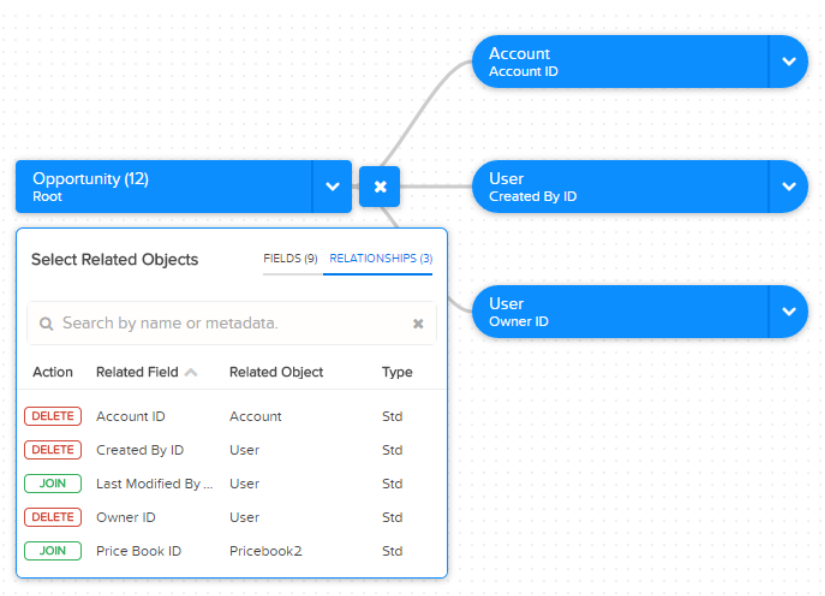 Account
Account ID
Opportunity (12)
Root
User
Created By ID
Select Related Objects
FIELDS (9) RELATIONSHIPS (3)
User
Owner ID
Search by name or metadata.
Action Related Field Related Object Type
DELETE Account ID Account Std
DELETE Created By ID User Std
JOIN Last Modified By ... User Std
DELETE Owner ID User Std
JOIN Price Book ID Pricebook2 Std